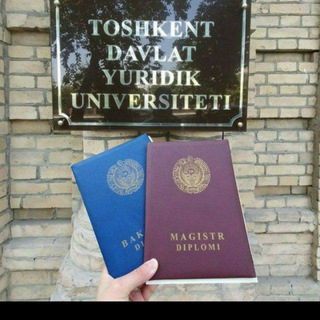 TOSHKENT
DAVLAT
YURIDIK
UNIVERSITETI
MAGISTR
DIPLOMI